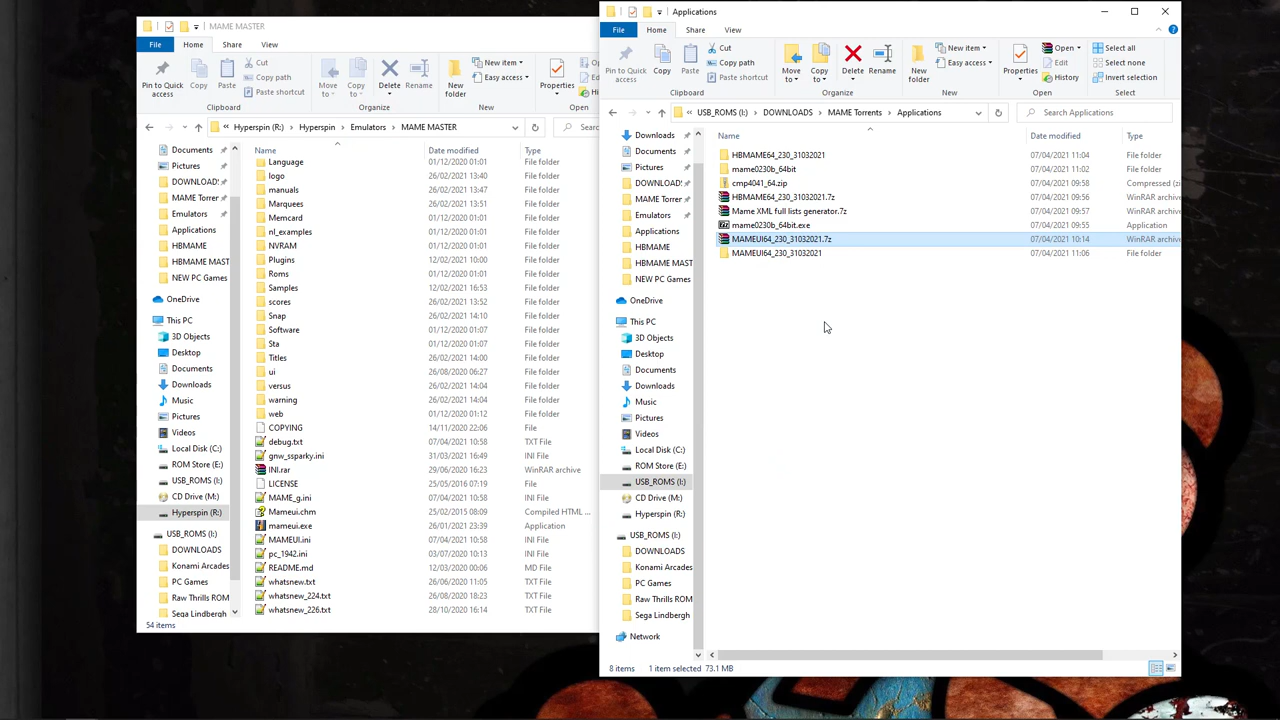 MAME MASTER
File Home Share View
Pin to Quick access
Copy
Paste
Cut
Copy path
Paste shortcut
Clipboard
Move to
Copy to
Delete
Rename
Organize
New folder
New item
Easy access
New
Properties
Open
Hyperspin (R:) > Hyperspin > Emulators > MAME MASTER
Name Date modified Type
Documents
Pictures
DOWNLOAD
MAME Torrer
Emulators
Applications
HBMAME
HBMAME MAST
NEW PC Games
OneDrive
This PC
3D Objects
Desktop
Documents
Downloads
Music
Pictures
Videos
Local Disk (C:)
ROM Store (E:)
USB_ROMS (I:)
CD Drive (M:)
Hyperspin (R:)
USB_ROMS (I:)
DOWNLOADS
Konami Arcades
PC Games
Raw Thrills ROM
Sega Lindbergh
Language 01/12/2020 01:01 File folder
logo 26/02/2021 13:40 File folder
manuals 26/02/2021 13:47 File folder
Marquees 26/02/2021 13:51 File folder
Memcard 01/12/2020 01:01 File folder
nl_examples 01/12/2020 01:01 File folder
NVRAM 01/12/2020 01:01 File folder
Plugins 12/12/2020 10:00 File folder
Roms 01/12/2020 01:01 File folder
Samples 12/02/2021 16:53 File folder
scores 26/02/2021 13:52 File folder
Snap 26/02/2021 14:10 File folder
Software 01/12/2020 01:07 File folder
Sta 01/12/2020 01:07 File folder
Titles 26/02/2021 14:00 File folder
ui 26/08/2020 06:27 File folder
versus 26/02/2021 14:04 File folder
warning 26/02/2021 14:04 File folder
web 01/12/2020 01:12 File folder
COPYING 14/11/2020 22:06 File
debug.txt 07/04/2021 10:58 TXT File
gnw_ssparky.ini 31/03/2021 16:49 INI File
INI.rar 29/06/2020 16:23 WinRAR archive
LICENSE 25/05/2016 07:19 File
MAME_g.ini 07/04/2021 10:58 INI File
Mameui.chm 25/02/2015 08:09 Compiled HTML ...
mameui.exe 26/01/2021 23:39 Application
MAMEUI.ini 07/04/2021 10:58 INI File
pc_1942.ini 03/07/2020 10:13 INI File
README.md 12/03/2020 00:06 MD File
whatsnew.txt 26/06/2020 11:05 TXT File
whatsnew_224.txt 26/08/2020 18:23 TXT File
whatsnew_226.txt 28/10/2020 16:14 TXT File
54 items
Applications
File Home Share View
Pin to Quick access
Copy
Paste
Cut
Copy path
Paste shortcut
Clipboard
Move to
Copy to
Delete
Rename
Organize
New folder
New item
Easy access
New
Properties
Open
Edit
History
Open
Select all
Select none
Invert selection
Select
« USB_ROMS (I:) > DOWNLOADS > MAME Torrents > Applications
Search Applications
Name Date modified Type
Downloads
Documents
Pictures
DOWNLOAD
MAME Torrer
Emulators
Applications
HBMAME
HBMAME MAST
NEW PC Games
OneDrive
This PC
3D Objects
Desktop
Documents
Downloads
Music
Pictures
Videos
Local Disk (C:)
ROM Store (E:)
USB_ROMS (I:)
CD Drive (M:)
Hyperspin (R:)
USB_ROMS (I:)
DOWNLOADS
Konami Arcades
PC Games
Raw Thrills ROM
Sega Lindbergh
Network
HBMAME64_230_31032021 07/04/2021 11:04 File folder
mame0230b_64bit 07/04/2021 11:02 File folder
cmp4041_64.zip 07/04/2021 09:58 Compressed (zi
HBMAME64_230_31032021.7z 07/04/2021 09:56 WinRAR archive
Mame XML full lists generator.7z 07/04/2021 09:57 WinRAR archive
mame0230b_64bit.exe 07/04/2021 09:55 Application
MAMEUI64_230_31032021.7z 07/04/2021 10:14 WinRAR archive
MAMEUI64_230_31032021 07/04/2021 11:06 File folder
8 items 1 item selected 73.1 MB